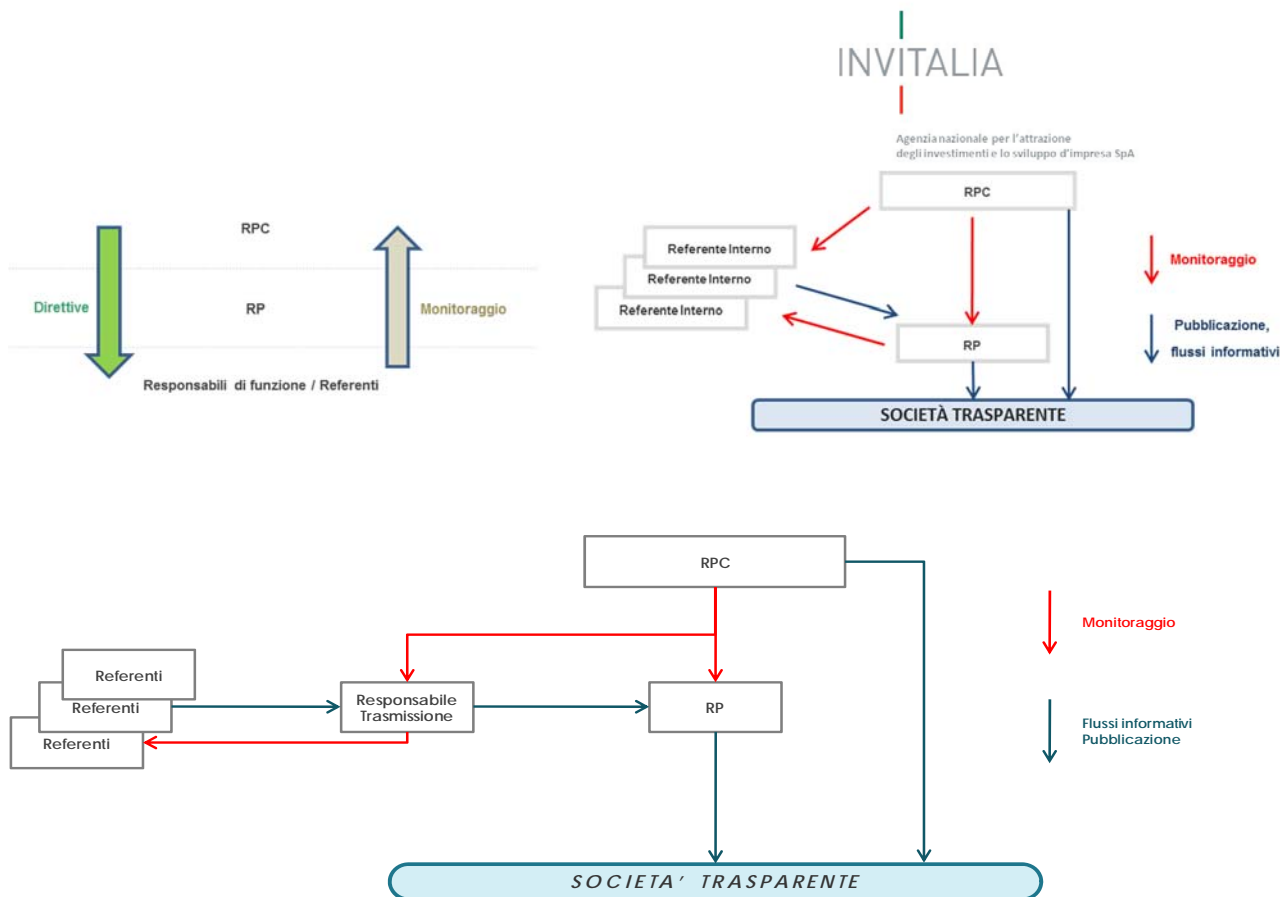 INVITALIA
Agenzia nazionale per l'attrazione
degli investimenti e lo sviluppo d'impresa SpA
RPC
Direttive
RP
Monitoraggio
Responsabili di funzione / Referenti
RPC
Referente Interno
Referente Interno
Referente Interno
RP
Monitoraggio
Pubblicazione,
flussi informativi
SOCIETÀ TRASPARENTE
RPC
Referenti
Referenti
Referenti
Responsabile
Trasmissione
RP
Monitoraggio
Flussi informativi
Pubblicazione
SOCIETA' TRASPARENTE